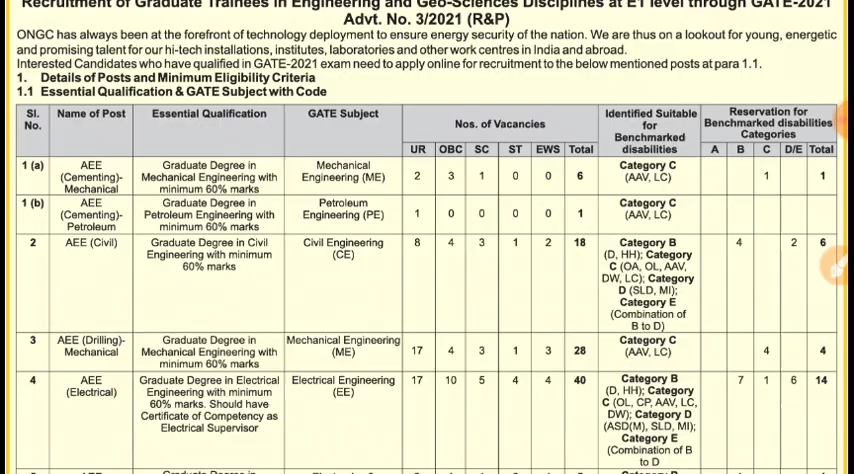 Recruitment of Graduate Trainees in Engineering and Geo-Sciences Disciplines at E1 level through GATE-2021
Advt. No. 3/2021 (R&P)
ONGC has always been at the forefront of technology deployment to ensure energy security of the nation. We are thus on a lookout for young, energetic
and promising talent for our hi-tech installations, institutes, laboratories and other work centres in India and abroad.
Interested Candidates who have qualified in GATE-2021 exam need to apply online for recruitment to the below mentioned posts at para 1.1.
1. Details of Posts and Minimum Eligibility Criteria
1.1 Essential Qualification & GATE Subject with Code
Sl. No. Name of Post Essential Qualification GATE Subject Nos. of Vacancies Identified Suitable for Benchmarked disabilities Reservation for Benchmarked disabilities Categories
UR OBC SC ST EWS Total A B C D/E Total
1 (a) AEE Graduate Degree in Mechanical 2 3 1 0 0 6 Category C 1 1
(Cementing)- Mechanical Engineering with Engineering (ME) (AAV, LC)
Mechanical minimum 60% marks
1 (b) AEE Graduate Degree in Petroleum 1 0 0 0 0 1 Category C
(Cementing)- Petroleum Engineering with Engineering (PE) (AAV, LC)
Petroleum minimum 60% marks
2 AEE (Civil) Graduate Degree in Civil Civil Engineering 8 4 3 1 2 18 Category B 4 2 6
Engineering with minimum (CE) (D, HH); Category
60% marks C (OA, OL, AAV,
DW, LC); Category
D (SLD, MI);
Category E
(Combination of
B to D)
3 AEE (Drilling)- Graduate Degree in Mechanical Engineering 17 4 3 1 3 28 Category C 4 4
Mechanical Mechanical Engineering with (ME) (AAV, LC)
minimum 60% marks
4 AEE Graduate Degree in Electrical Electrical Engineering 17 10 5 4 4 40 Category B 7 1 6 14
(Electrical) Engineering with minimum (EE) (D, HH); Category
60% marks. Should have C (OL, CP, AAV, LC,
Certificate of Competency as DW); Category D
Electrical Supervisor (ASD(M), SLD, MI);
Category E
(Combination of B
to D